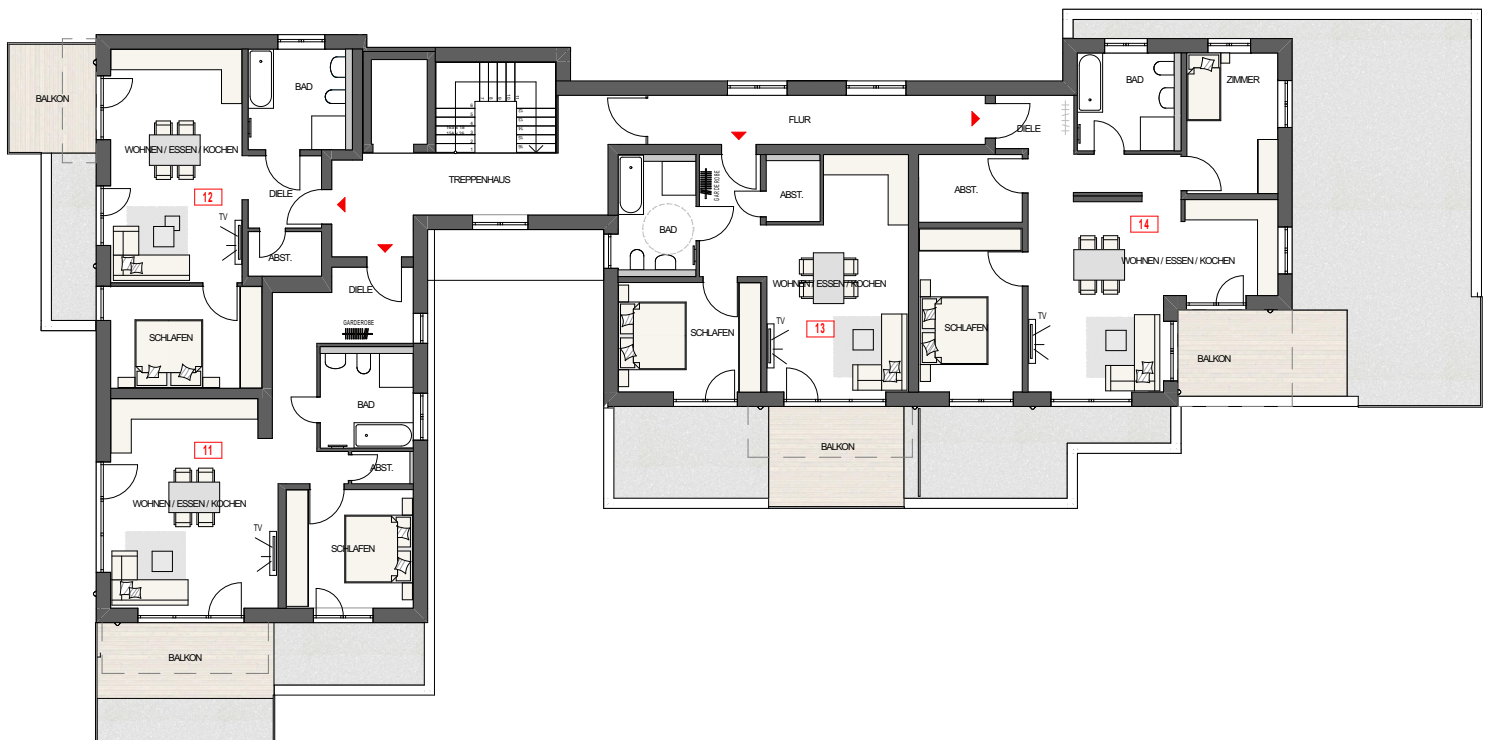 BALKON
BAD
WOHNEN / ESSEN / KOCHEN
12
DIELE
TV
ABST.
SCHLAFEN
TREPPENHAUS
FLUR
DIELE
BAD
ZIMMER
ABST.
14
WOHNEN / ESSEN / KOCHEN
SCHLAFEN
TV
BALKON
GARDEROBE
ABST.
BAD
WOHNEN / ESSEN / KOCHEN
13
SCHLAFEN
TV
BALKON
DIELE
GARDEROBE
BAD
ABST.
11
WOHNEN / ESSEN / KOCHEN
TV
SCHLAFEN
BALKON